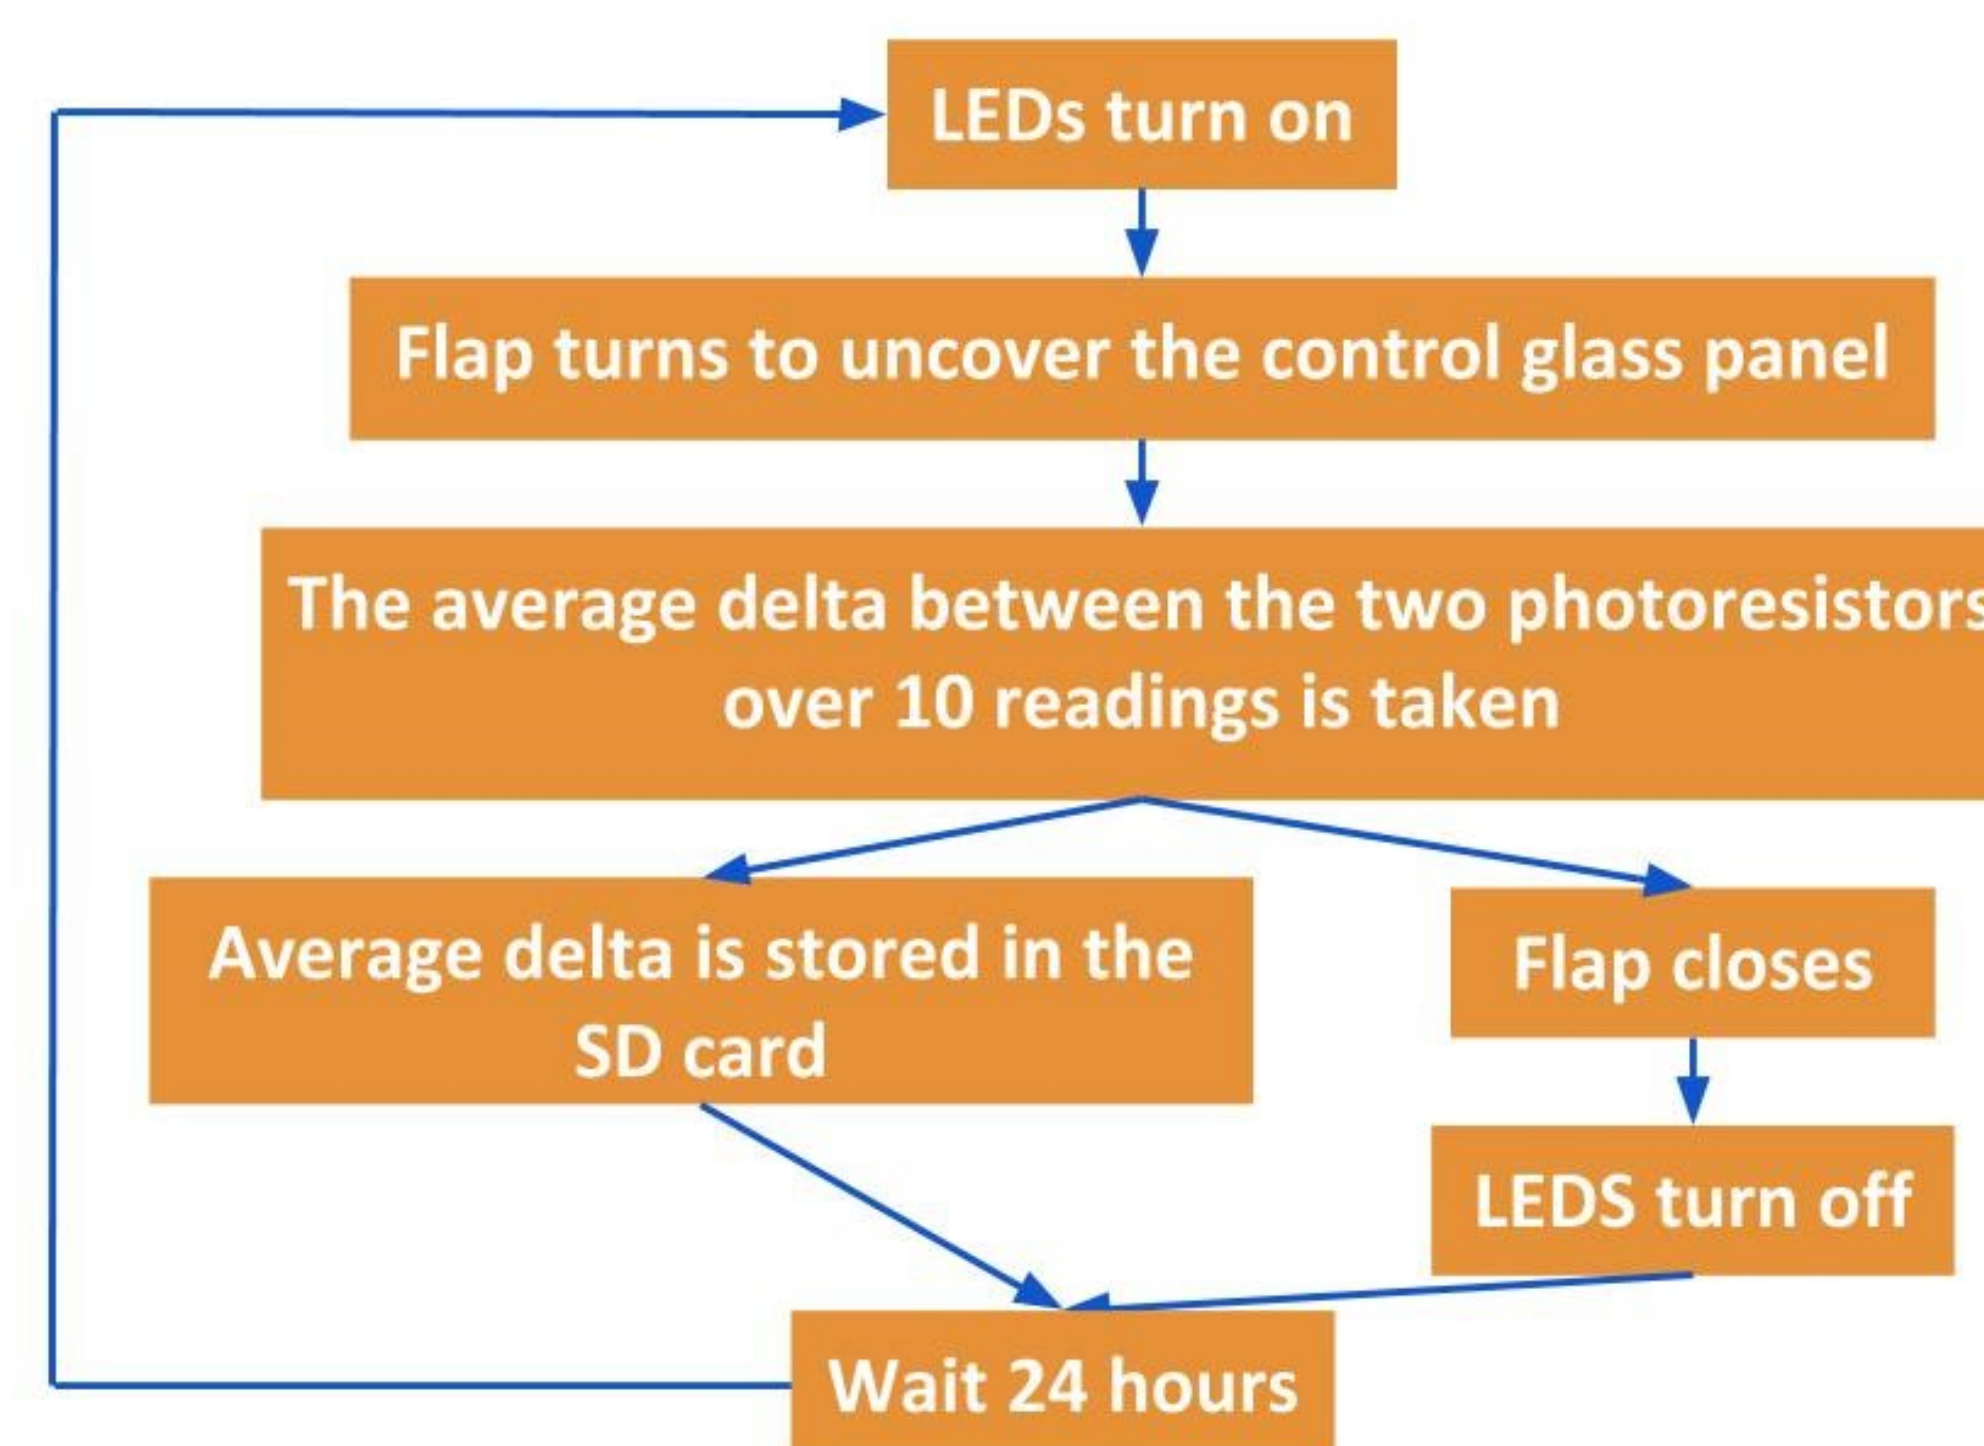 LEDs turn on
Flap turns to uncover the control glass panel
The average delta between the two photoresistors
over 10 readings is taken
Average delta is stored in the
SD card
Flap closes
LEDS turn off
Wait 24 hours